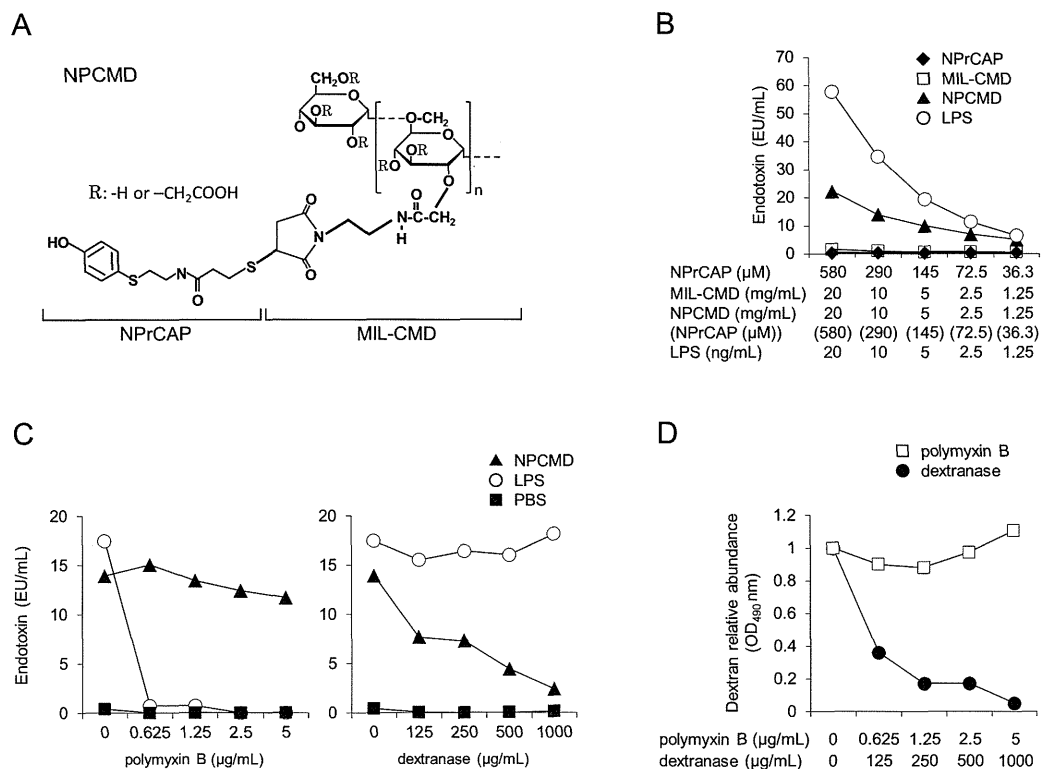 A
NPCMD
CH2OR
O
OR
O
RO
OR
O-CH2
O
OR
RO
O
n
R: -H or -CH2COOH
HO
S
N
H
O
S
O
N
O
N
H
O
C-CH2
NPrCAP
MIL-CMD
B
NPrCAP
MIL-CMD
NPCMD
LPS
Endotoxin (EU/mL)
70
60
50
40
30
20
10
0
NPrCAP (µM) 580 290 145 72.5 36.3
MIL-CMD (mg/mL) 20 10 5 2.5 1.25
NPCMD (mg/mL) 20 10 5 2.5 1.25
(NPrCAP (µM)) (580) (290) (145) (72.5) (36.3)
LPS (ng/mL) 20 10 5 2.5 1.25
C
NPCMD
LPS
PBS
Endotoxin (EU/mL)
20
15
10
5
0
0 0.625 1.25 2.5 5
polymyxin B (µg/mL)
20
15
10
5
0
0 125 250 500 1000
dextranase (µg/mL)
D
polymyxin B
dextranase
Dextran relative abundance
(OD490 nm)
1.2
1
0.8
0.6
0.4
0.2
0
polymyxin B (µg/mL) 0 0.625 1.25 2.5 5
dextranase (µg/mL) 0 125 250 500 1000